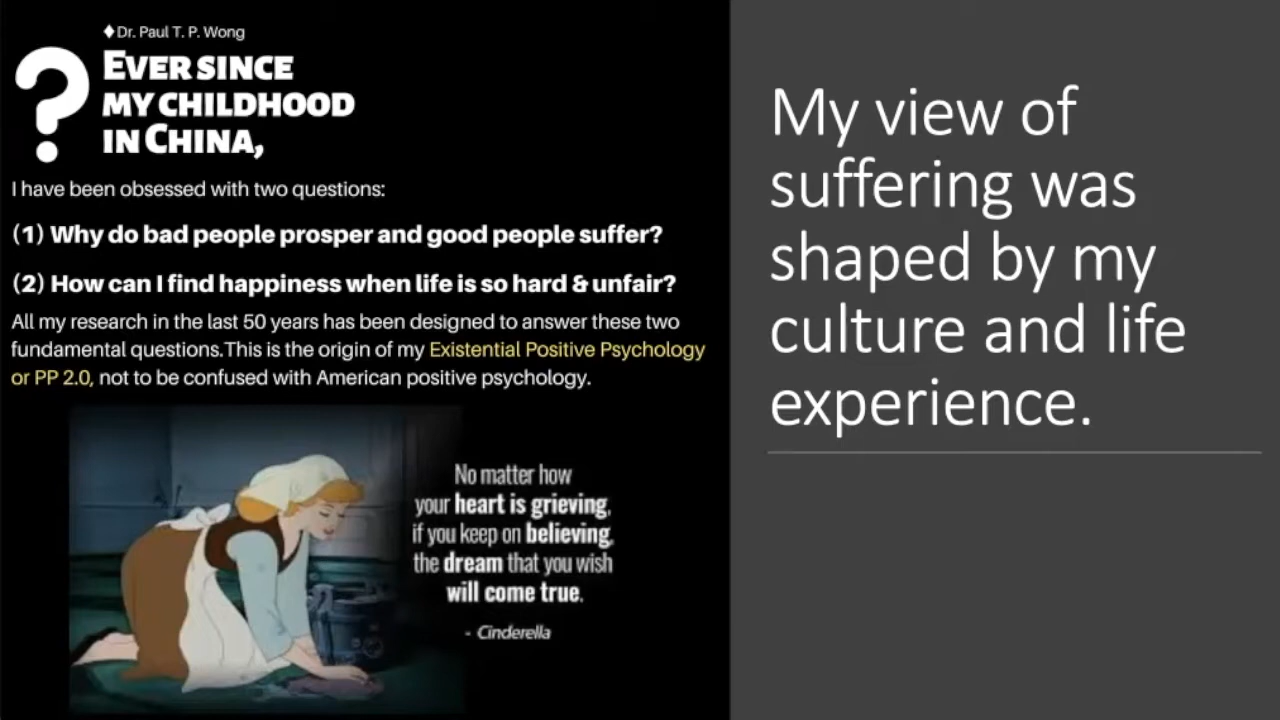 ♦Dr. Paul T. P. Wong
?
EVER SINCE
MY CHILDHOOD
IN CHINA,
I have been obsessed with two questions:
(1) Why do bad people prosper and good people suffer?
(2) How can I find happiness when life is so hard & unfair?
All my research in the last 50 years has been designed to answer these two
fundamental questions.This is the origin of my Existential Positive Psychology
or PP 2.0, not to be confused with American positive psychology.
No matter how
your heart is grieving,
if you keep on believing,
the dream that you wish
will come true.
- Cinderella
My view of
suffering was
shaped by my
culture and life
experience.